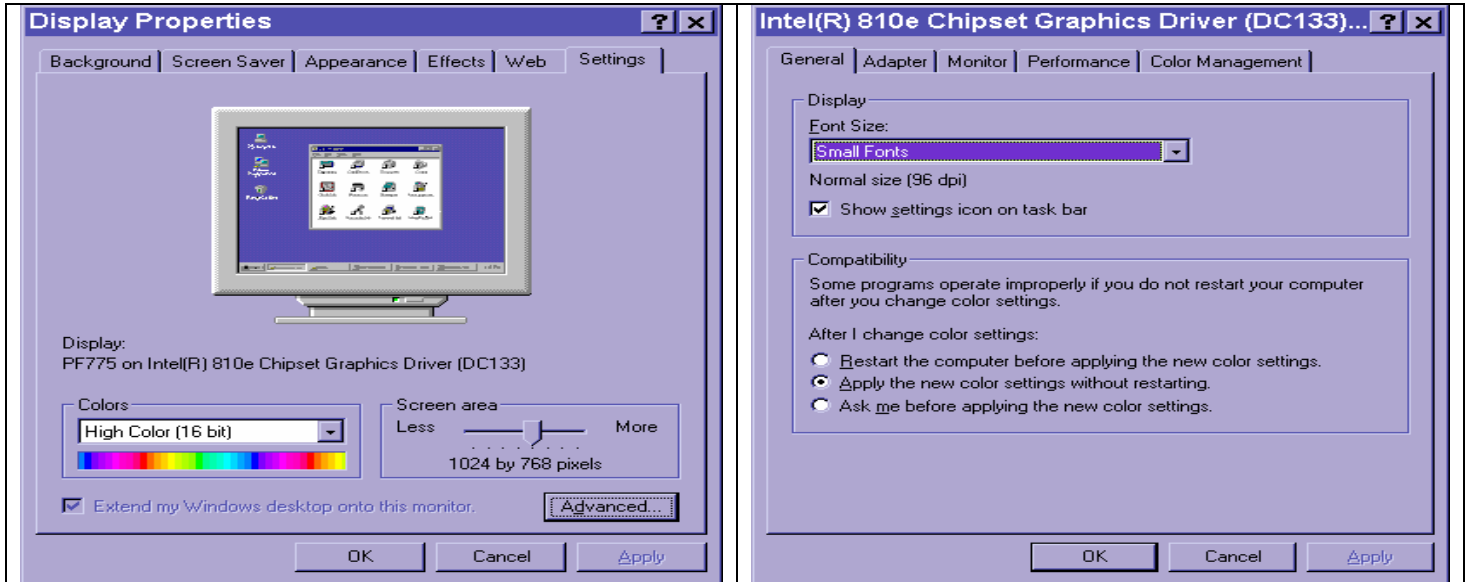 Display Properties
Background Screen Saver Appearance Effects Web Settings
Display:
PF775 on Intel(R) 810e Chipset Graphics Driver (DC133)
Colors
High Color (16 bit)
Screen area
Less More
1024 by 768 pixels
Extend my Windows desktop onto this monitor.
Advanced...
OK Cancel Apply
Intel(R) 810e Chipset Graphics Driver (DC133)...
General Adapter Monitor Performance Color Management
Display
Font Size:
Small Fonts
Normal size (96 dpi)
Show settings icon on task bar
Compatibility
Some programs operate improperly if you do not restart your computer
after you change color settings.
After I change color settings:
Restart the computer before applying the new color settings.
Apply the new color settings without restarting.
Ask me before applying the new color settings.
OK Cancel Apply